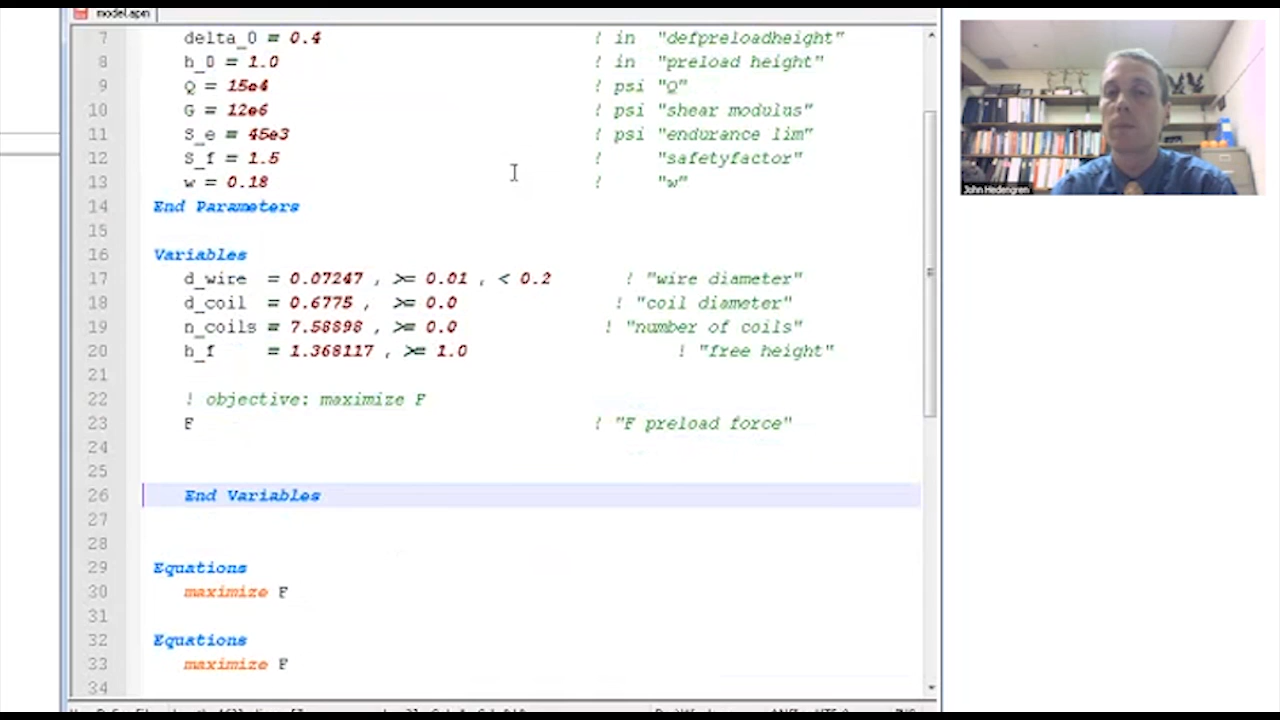 model.apm
7 delta_0 = 0.4 ! in "defpreloadheight"
8 h_0 = 1.0 ! in "preload height"
9 Q = 15e4 ! psi "Q"
10 G = 12e6 ! psi "shear modulus"
11 S_e = 45e3 ! psi "endurance lim"
12 S_f = 1.5 ! "safetyfactor"
13 w = 0.18 ! "w"
14 End Parameters
15
16 Variables
17 d_wire = 0.07247 , >= 0.01 , < 0.2 ! "wire diameter"
18 d_coil = 0.6775 , >= 0.0 ! "coil diameter"
19 n_coils = 7.58898 , >= 0.0 ! "number of coils"
20 h_f = 1.368117 , >= 1.0 ! "free height"
21
22 ! objective: maximize F
23 F ! "F preload force"
24
25
26 End Variables
27
28
29 Equations
30 maximize F
31
32 Equations
33 maximize F
34
John Hedengren